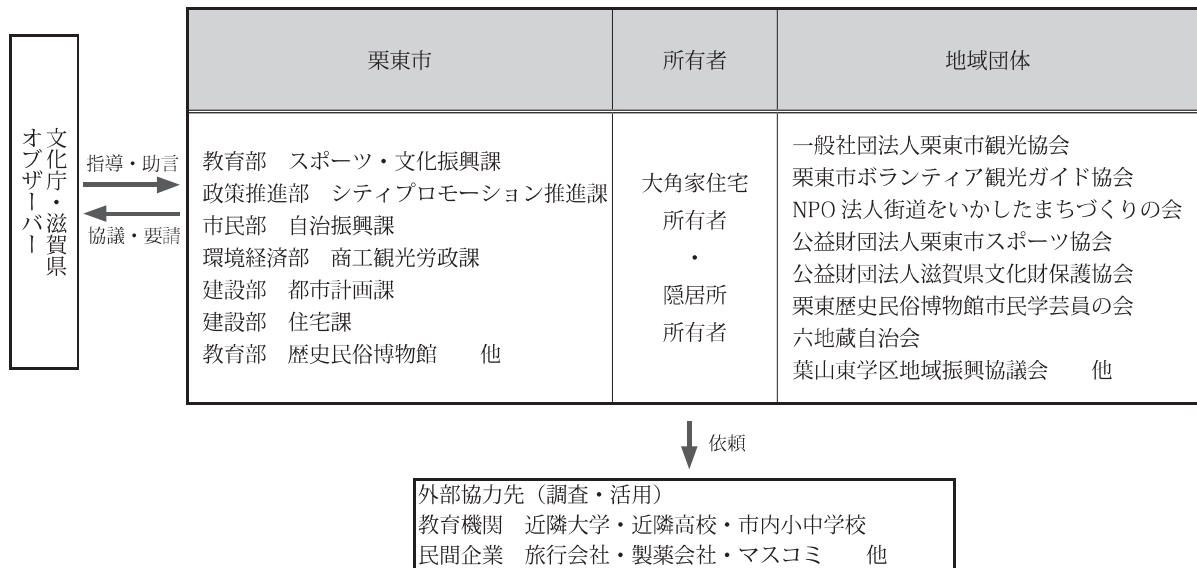 文化庁・滋賀県
オブザーバー
指導・助言
協議・要請
栗東市
所有者
地域団体
教育部　スポーツ・文化振興課
政策推進部　シティプロモーション推進課
市民部　自治振興課
環境経済部　商工観光労政課
建設部　都市計画課
建設部　住宅課
教育部　歴史民俗博物館　　他
大角家住宅
所有者
・
隠居所
所有者
一般社団法人栗東市観光協会
栗東市ボランティア観光ガイド協会
NPO 法人街道をいかしたまちづくりの会
公益財団法人栗東市スポーツ協会
公益財団法人滋賀県文化財保護協会
栗東歴史民俗博物館市民学芸員の会
六地蔵自治会
葉山東学区地域振興協議会　　他
依頼
外部協力先（調査・活用）
教育機関　近隣大学・近隣高校・市内小中学校
民間企業　旅行会社・製薬会社・マスコミ　　他